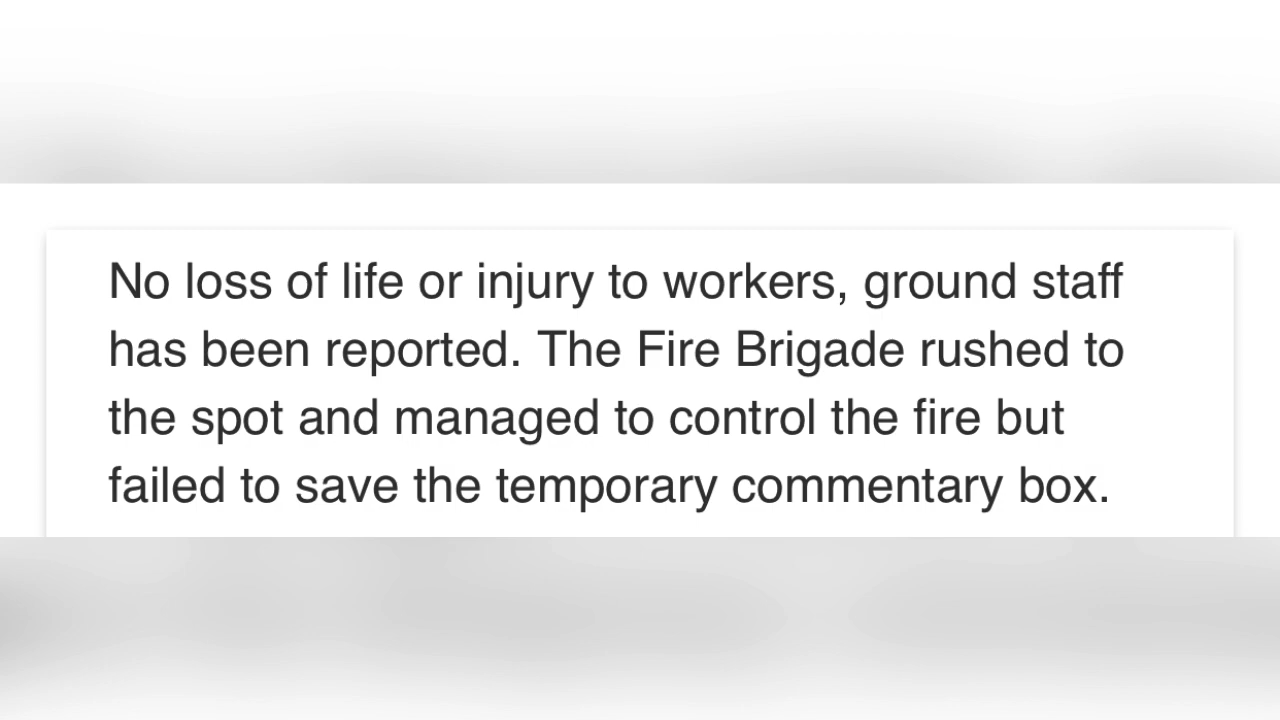 No loss of life or injury to workers, ground staff
has been reported. The Fire Brigade rushed to
the spot and managed to control the fire but
failed to save the temporary commentary box.